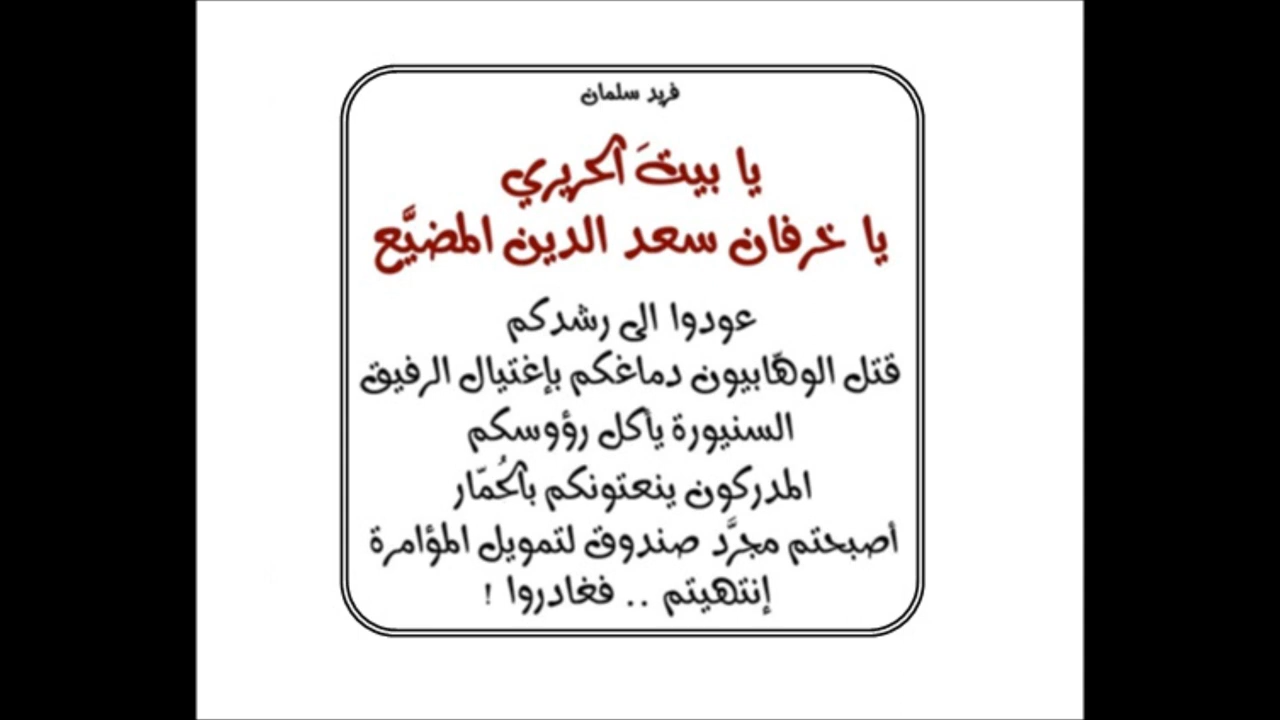 فريد سلمان
يا بيتَ الحريري
يا خرفان سعد الدين المضيَّع
عودوا الى رشدكم
قتل الوهّابيون دماغكم بإغتيال الرفيق
السنيورة يأكل رؤوسكم
المدركون ينعتونكم بالحُمّار
أصبحتم مجرَّد صندوق لتمويل المؤامرة
إنتهيتم .. فغادروا !